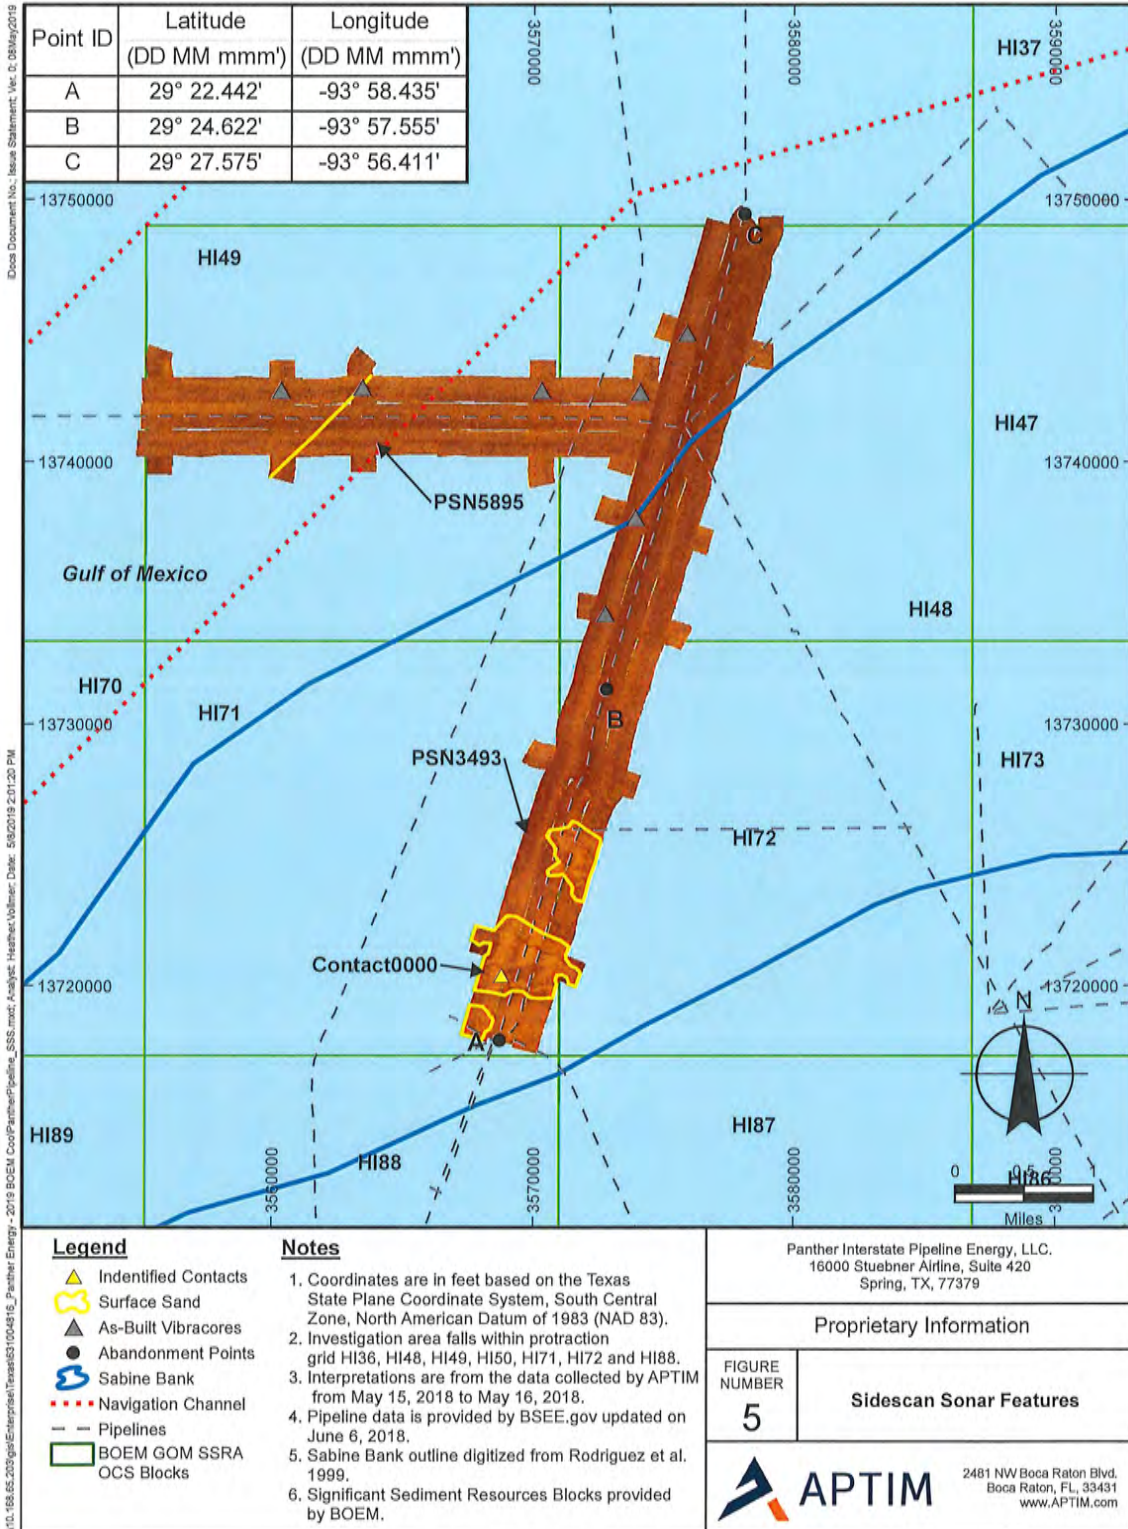 Point ID
Latitude
(DD MM mmm')
Longitude
(DD MM mmm')
A 29° 22.442' -93° 58.435'
B 29° 24.622' -93° 57.555'
C 29° 27.575' -93° 56.411'
3570000
3580000
3590000
HI37
13750000
13750000
HI49
C
HI47
13740000
13740000
PSN5895
Gulf of Mexico
HI48
HI70
HI71
13730000
13730000
B
PSN3493
HI73
HI72
Contact0000
13720000
13720000
N
A
HI89
HI88
HI87
HI86
3560000
3570000
3580000
0 0.5
Miles
Legend
Indentified Contacts
Surface Sand
As-Built Vibracores
Abandonment Points
Sabine Bank
Navigation Channel
Pipelines
BOEM GOM SSRA
OCS Blocks
Notes
1. Coordinates are in feet based on the Texas
State Plane Coordinate System, South Central
Zone, North American Datum of 1983 (NAD 83).
2. Investigation area falls within protraction
grid HI36, HI48, HI49, HI50, HI71, HI72 and HI88.
3. Interpretations are from the data collected by APTIM
from May 15, 2018 to May 16, 2018.
4. Pipeline data is provided by BSEE.gov updated on
June 6, 2018.
5. Sabine Bank outline digitized from Rodriguez et al.
1999.
6. Significant Sediment Resources Blocks provided
by BOEM.
Panther Interstate Pipeline Energy, LLC.
16000 Stuebner Airline, Suite 420
Spring, TX, 77379
Proprietary Information
FIGURE
NUMBER
5
Sidescan Sonar Features
APTIM
2481 NW Boca Raton Blvd.
Boca Raton, FL, 33431
www.APTIM.com